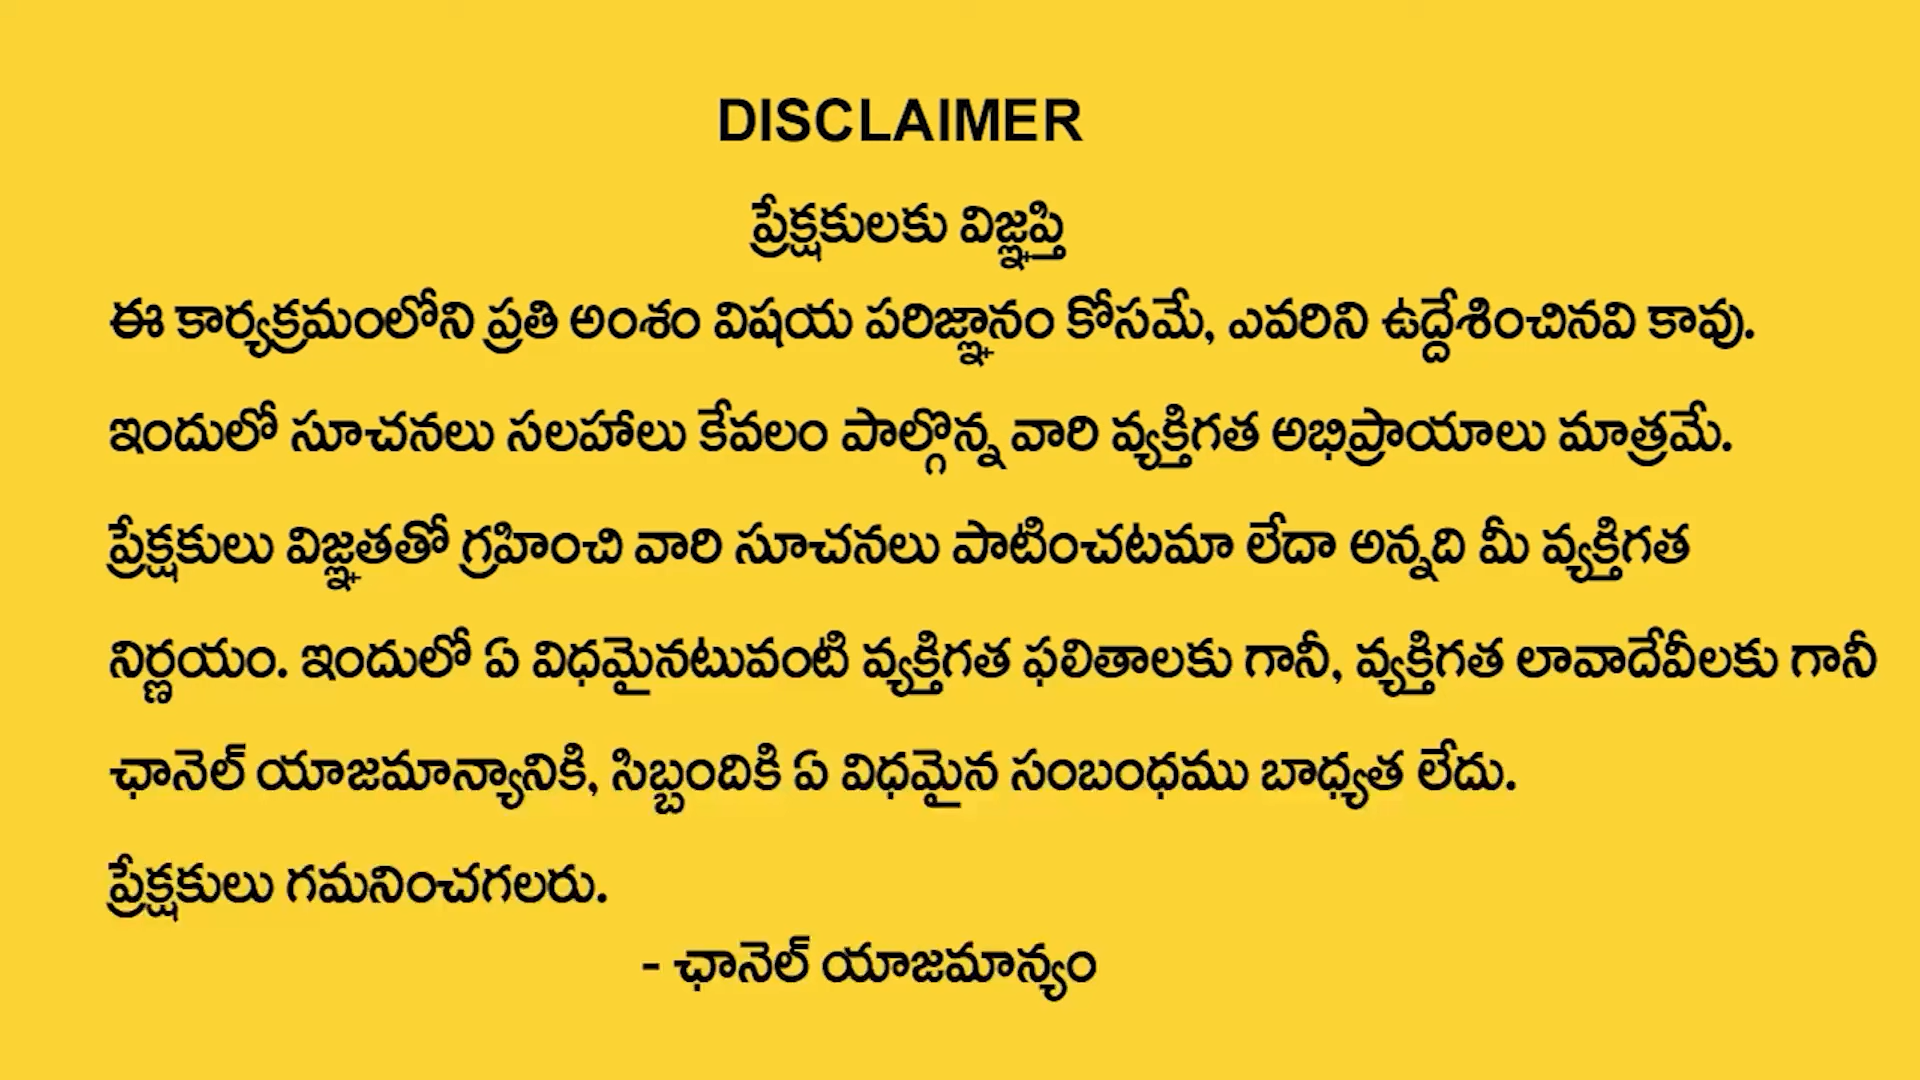 DISCLAIMER
ప్రేక్షకులకు విజ్ఞప్తి
ఈ కార్యక్రమంలోని ప్రతి అంశం విషయ పరిజ్ఞానం కోసమే, ఎవరిని ఉద్దేశించినవి కావు.
ఇందులో సూచనలు సలహాలు కేవలం పాల్గొన్న వారి వ్యక్తిగత అభిప్రాయాలు మాత్రమే.
ప్రేక్షకులు విజ్ఞతతో గ్రహించి వారి సూచనలు పాటించటమా లేదా అన్నది మీ వ్యక్తిగత
నిర్ణయం. ఇందులో ఏ విధమైనటువంటి వ్యక్తిగత ఫలితాలకు గానీ, వ్యక్తిగత లావాదేవీలకు గానీ
ఛానెల్ యాజమాన్యానికి, సిబ్బందికి ఏ విధమైన సంబంధము బాధ్యత లేదు.
ప్రేక్షకులు గమనించగలరు.
- ఛానెల్ యాజమాన్యం